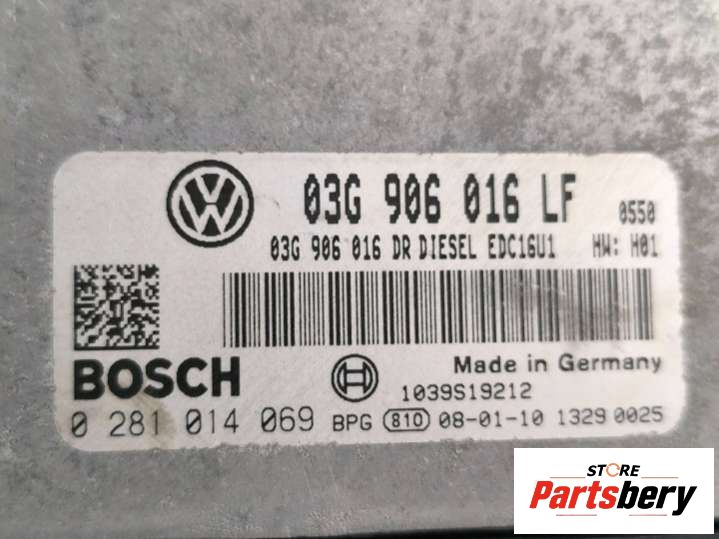 03G 906 016 LF 0550
03G 906 016 DR DIESEL EDC16U1 HW: H01
BOSCH
Made in Germany
1039S19212
0 281 014 069 BPG 810 08-01-10 1329 0025
STORE
Partsbery